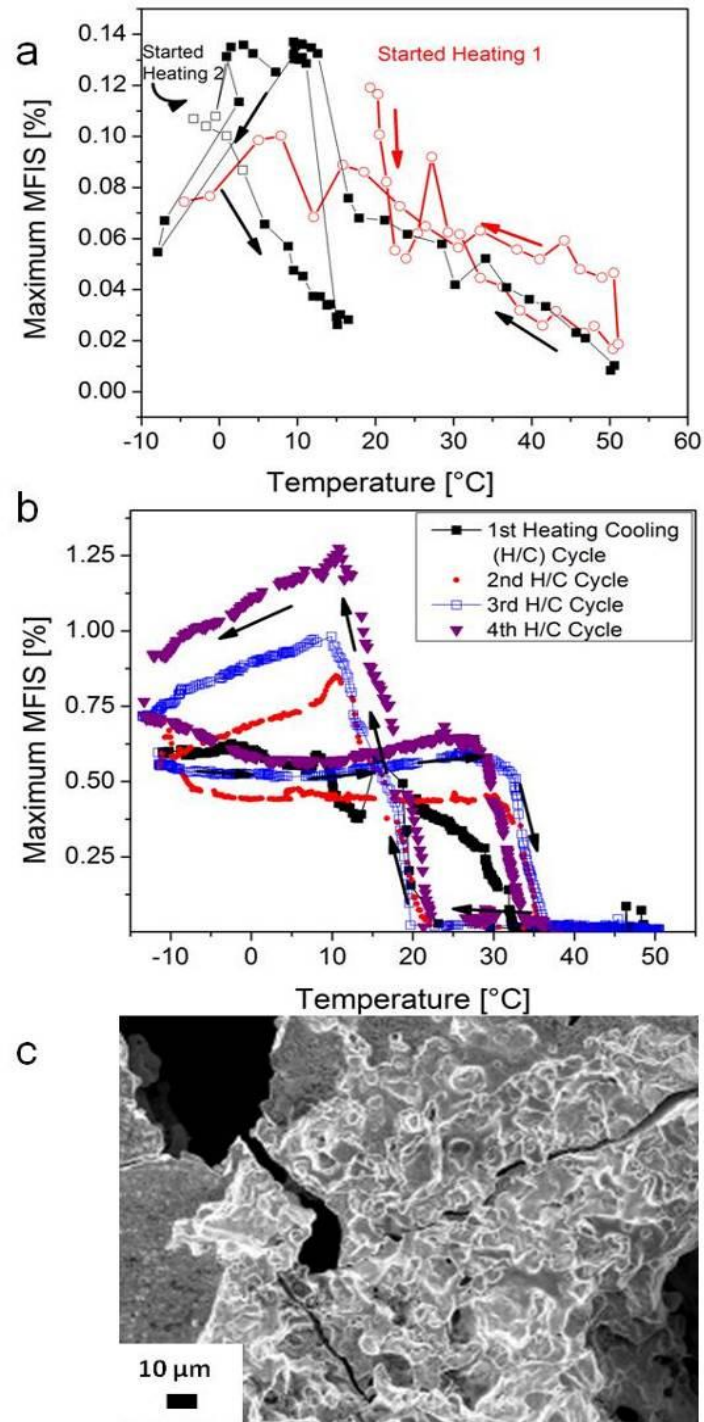 a
0.14
0.12
0.10
0.08
0.06
0.04
0.02
0.00
Maximum MFIS [%]
Started
Heating 2
Started Heating 1
-10 0 10 20 30 40 50 60
Temperature [°C]
b
1.25
1.00
0.75
0.50
0.25
Maximum MFIS [%]
1st Heating Cooling
(H/C) Cycle
2nd H/C Cycle
3rd H/C Cycle
4th H/C Cycle
-10 0 10 20 30 40 50
Temperature [°C]
c
10 µm